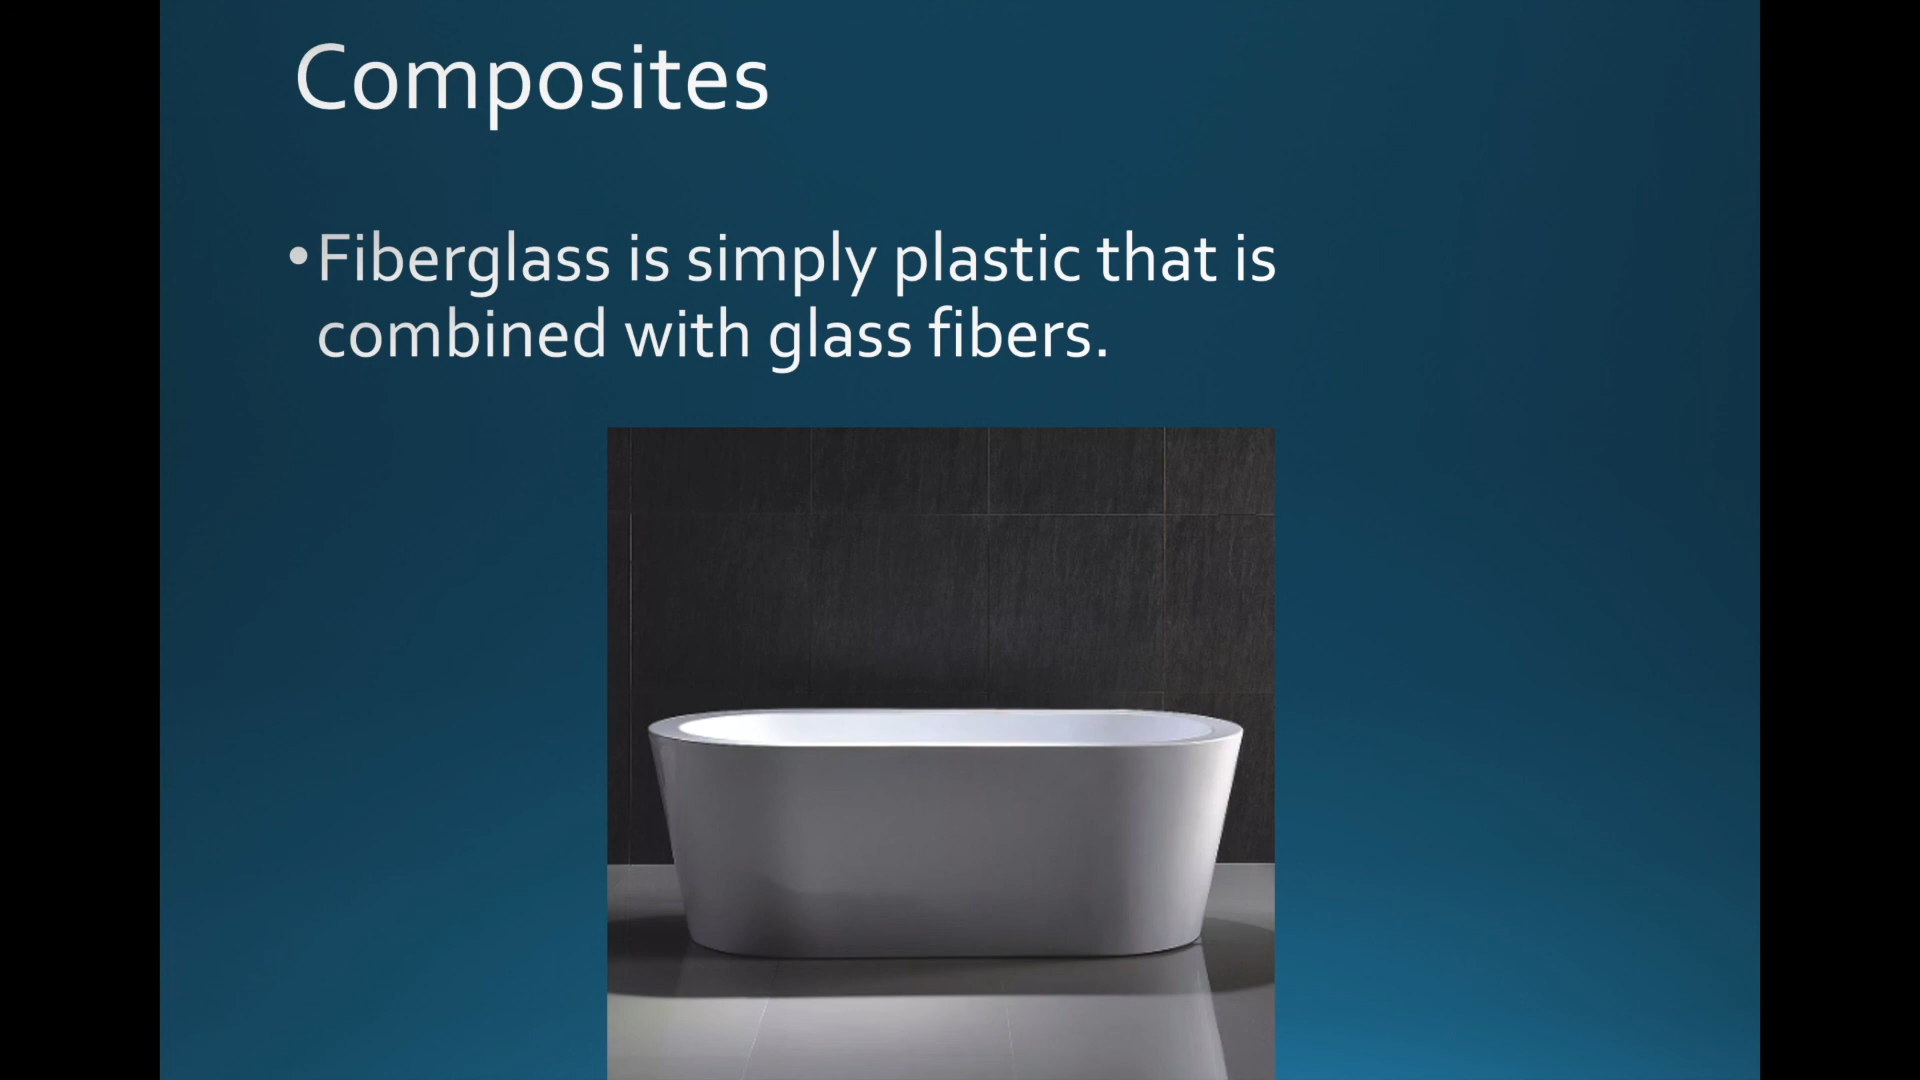 Composites
•Fiberglass is simply plastic that is
combined with glass fibers.